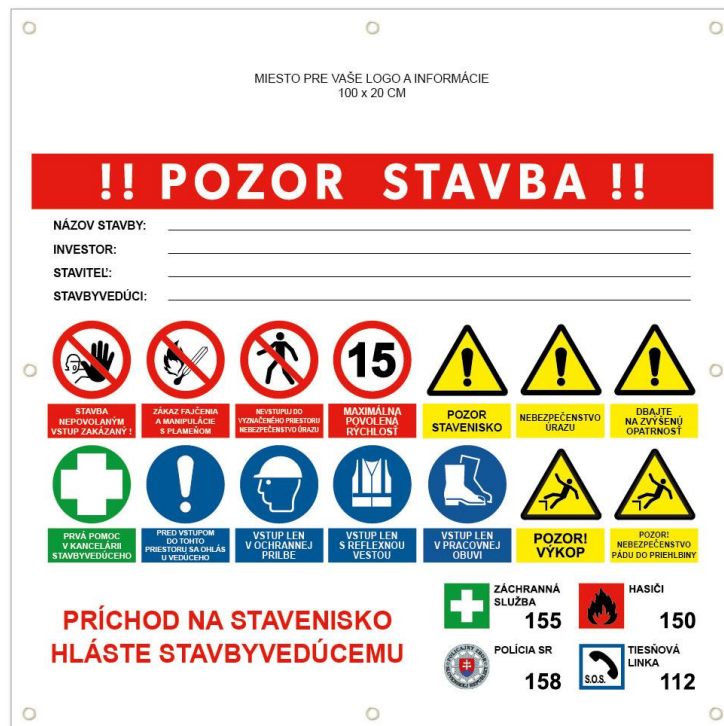 MIESTO PRE VAŠE LOGO A INFORMÁCIE
100 x 20 CM
!! POZOR STAVBA !!
NÁZOV STAVBY:
INVESTOR:
STAVITEĽ:
STAVBYVEDÚCI:
15
STAVBA
NEPOVOLANÝM
VSTUP ZAKÁZANÝ !
ZÁKAZ FAJČENIA
A MANIPULÁCIE
S PLAMEŇOM
NEVSTUPUJ DO
VYZNAČENÉHO PRIESTORU
NEBEZPEČENSTVO ÚRAZU
MAXIMÁLNA
POVOLENÁ
RÝCHLOSŤ
POZOR
STAVENISKO
NEBEZPEČENSTVO
ÚRAZU
DBAJTE
NA ZVÝŠENÚ
OPATRNOSŤ
PRVÁ POMOC
V KANCELÁRII
STAVBYVEDÚCEHO
PRED VSTUPOM
DO TOHTO
PRIESTORU SA OHLÁS
U VEDÚCEHO
VSTUP LEN
V OCHRANNEJ
PRILBE
VSTUP LEN
S REFLEXNOU
VESTOU
VSTUP LEN
V PRACOVNEJ
OBUVI
POZOR!
VÝKOP
POZOR!
NEBEZPEČENSTVO
PÁDU DO PRIEHLBINY
PRÍCHOD NA STAVENISKO
HLÁSTE STAVBYVEDÚCEMU
ZÁCHRANNÁ
SLUŽBA
155
HASIČI
150
POLÍCIA SR
158
S.O.S.
TIESŇOVÁ
LINKA
112